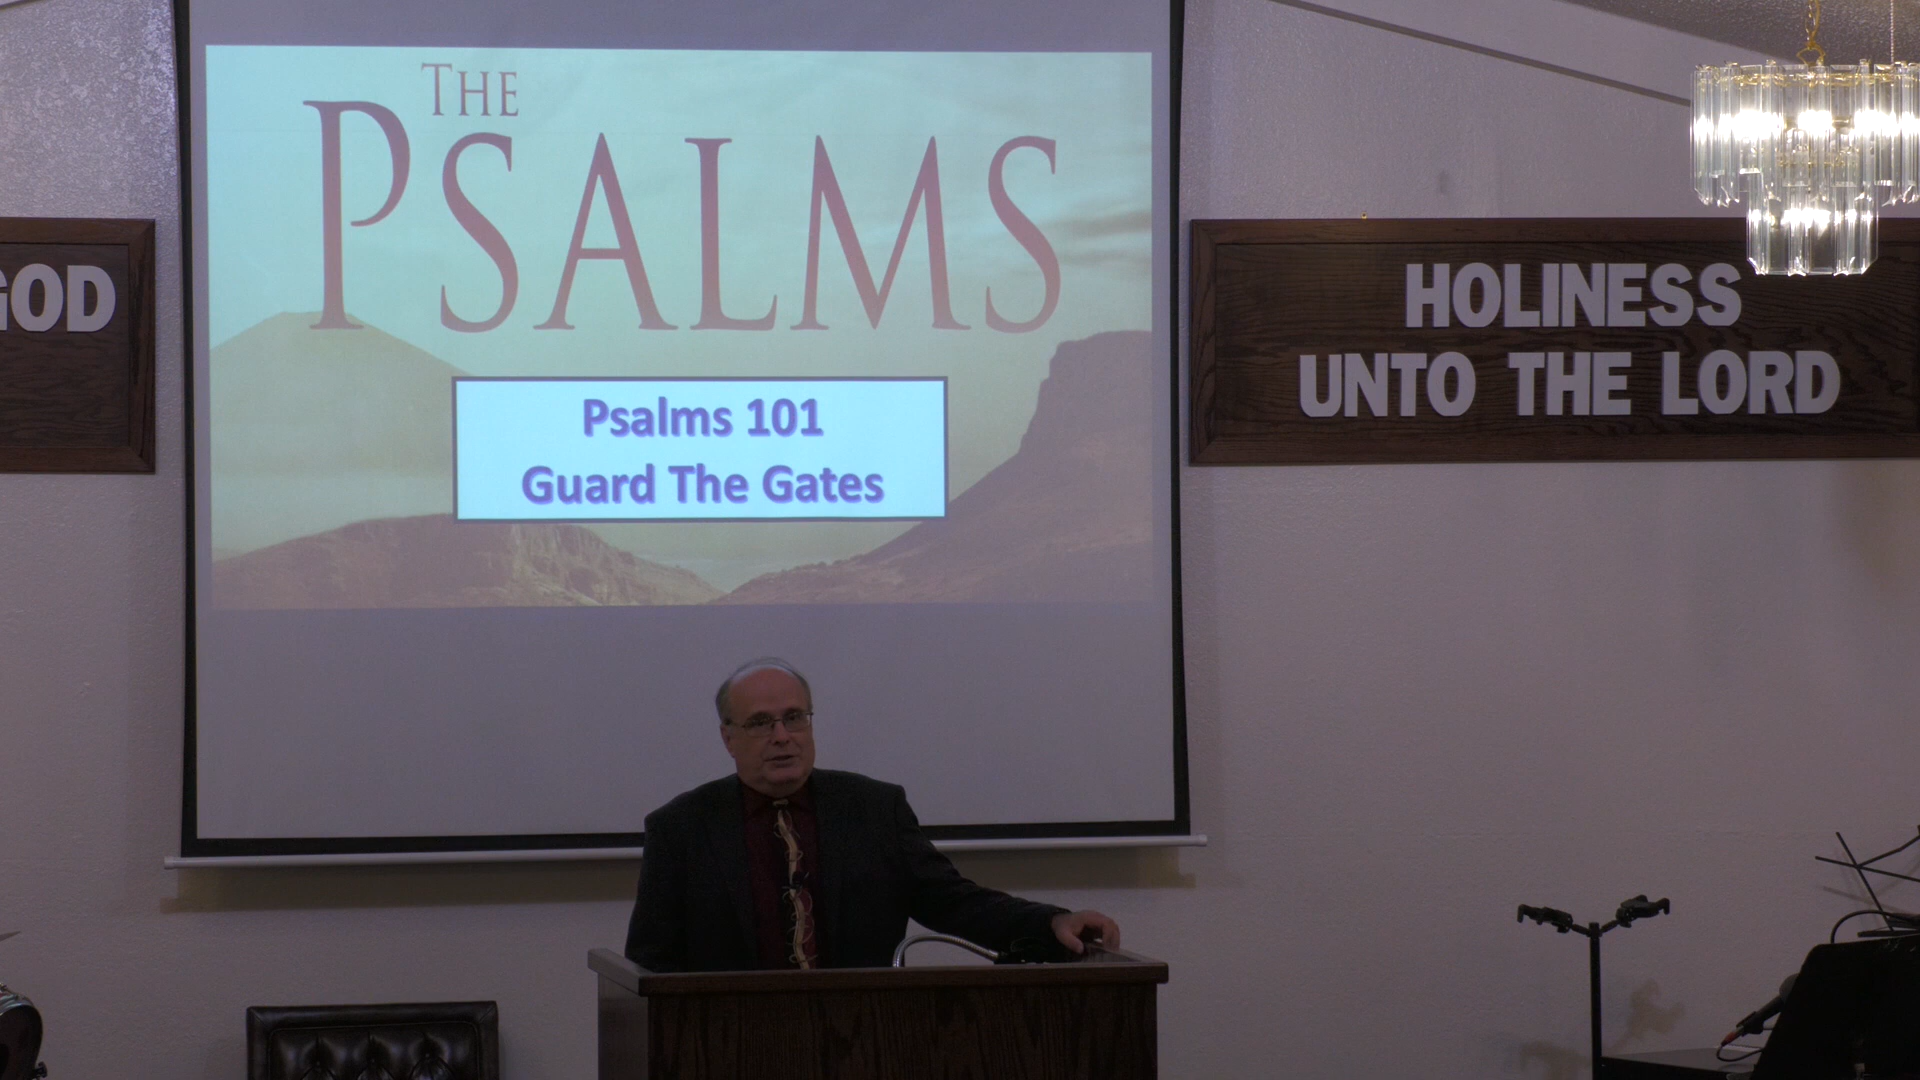 THE
PSALMS
Psalms 101
Guard The Gates
GOD
HOLINESS
UNTO THE LORD